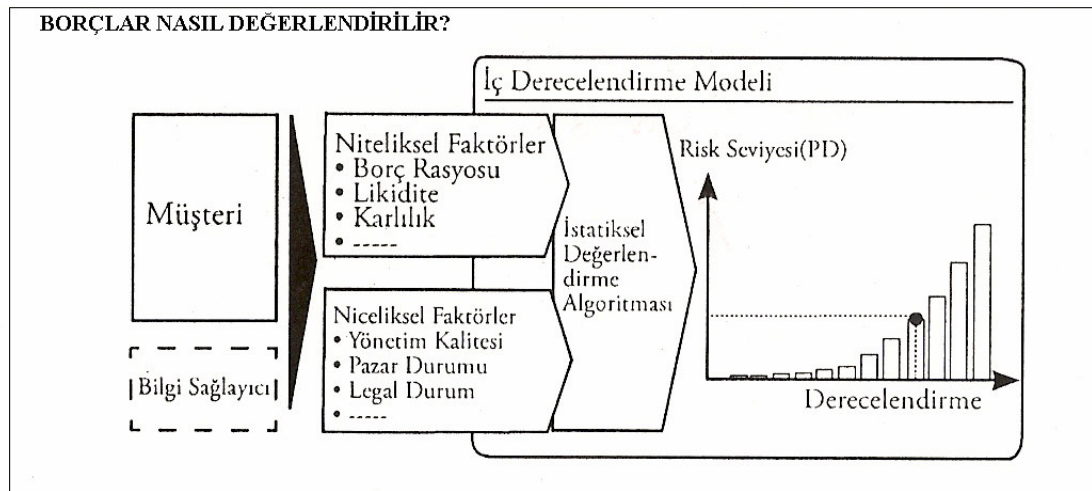 BORÇLAR NASIL DEĞERLENDİRİLİR?
İç Derecelendirme Modeli
Müşteri
Bilgi Sağlayıcı
Niteliksel Faktörler
• Borç Rasyosu
• Likidite
• Karlılık
• -----
Niceliksel Faktörler
• Yönetim Kalitesi
• Pazar Durumu
• Legal Durum
• -----
İstatiksel
Değerlen-
dirme
Algoritması
Risk Seviyesi(PD)
Derecelendirme